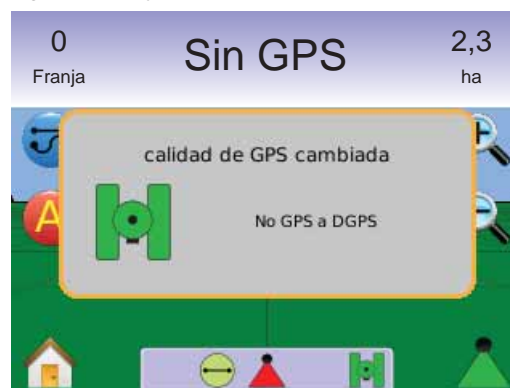 0
Franja
Sin GPS
2,3
ha
calidad de GPS cambiada
No GPS a DGPS
A